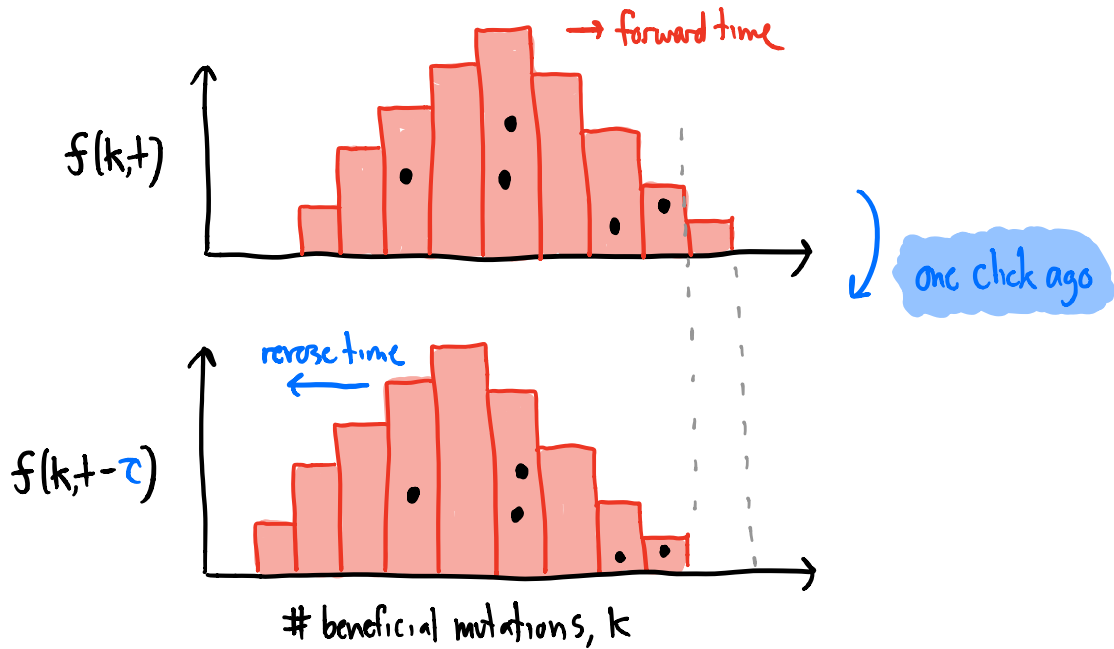 → forward time
f(k,t)
one click ago
reverse time
←
f(k,t-τ)
# beneficial mutations, k